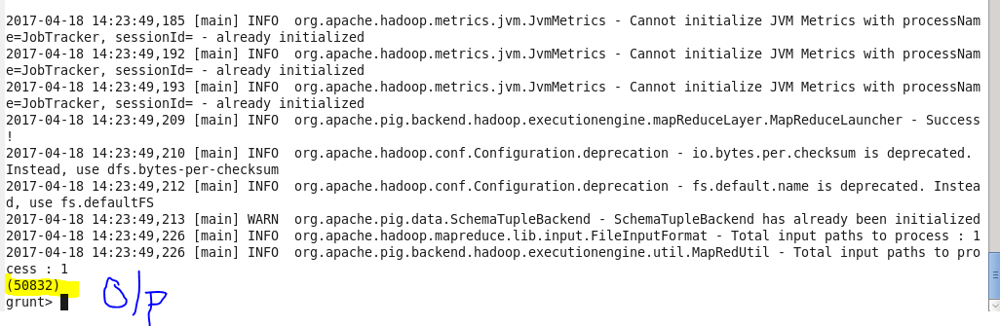 2017-04-18 14:23:49,185 [main] INFO  org.apache.hadoop.metrics.jvm.JvmMetrics - Cannot initialize JVM Metrics with processNam
e=JobTracker, sessionId= - already initialized
2017-04-18 14:23:49,192 [main] INFO  org.apache.hadoop.metrics.jvm.JvmMetrics - Cannot initialize JVM Metrics with processNam
e=JobTracker, sessionId= - already initialized
2017-04-18 14:23:49,193 [main] INFO  org.apache.hadoop.metrics.jvm.JvmMetrics - Cannot initialize JVM Metrics with processNam
e=JobTracker, sessionId= - already initialized
2017-04-18 14:23:49,209 [main] INFO  org.apache.pig.backend.hadoop.executionengine.mapReduceLayer.MapReduceLauncher - Success
!
2017-04-18 14:23:49,210 [main] INFO  org.apache.hadoop.conf.Configuration.deprecation - io.bytes.per.checksum is deprecated.
Instead, use dfs.bytes-per-checksum
2017-04-18 14:23:49,212 [main] INFO  org.apache.hadoop.conf.Configuration.deprecation - fs.default.name is deprecated. Instea
d, use fs.defaultFS
2017-04-18 14:23:49,213 [main] WARN  org.apache.pig.data.SchemaTupleBackend - SchemaTupleBackend has already been initialized
2017-04-18 14:23:49,226 [main] INFO  org.apache.hadoop.mapreduce.lib.input.FileInputFormat - Total input paths to process : 1
2017-04-18 14:23:49,226 [main] INFO  org.apache.pig.backend.hadoop.executionengine.util.MapRedUtil - Total input paths to pro
cess : 1
(50832)
grunt>
O/P